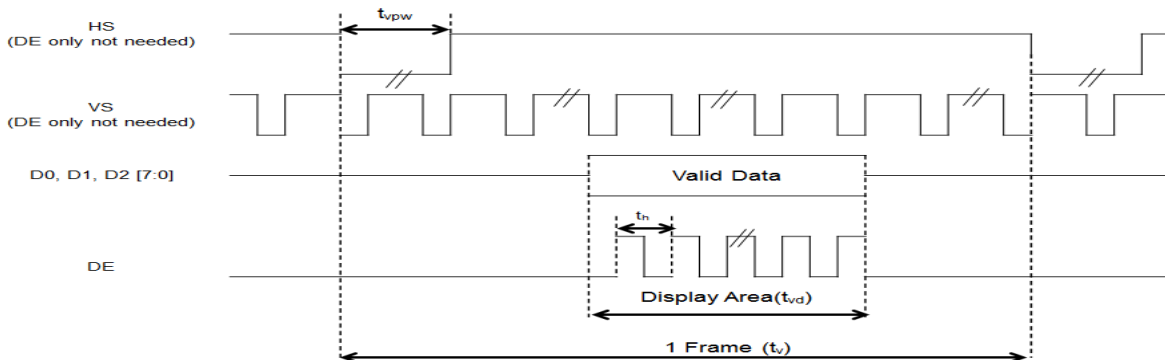 HS
(DE only not needed)
tvpw
VS
(DE only not needed)
D0, D1, D2 [7:0]
Valid Data
th
DE
Display Area(tvd)
1 Frame (tv)